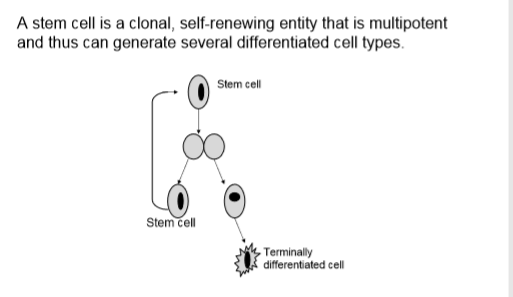 A stem cell is a clonal, self-renewing entity that is multipotent
and thus can generate several differentiated cell types.
Stem cell
Stem cell
Terminally
differentiated cell